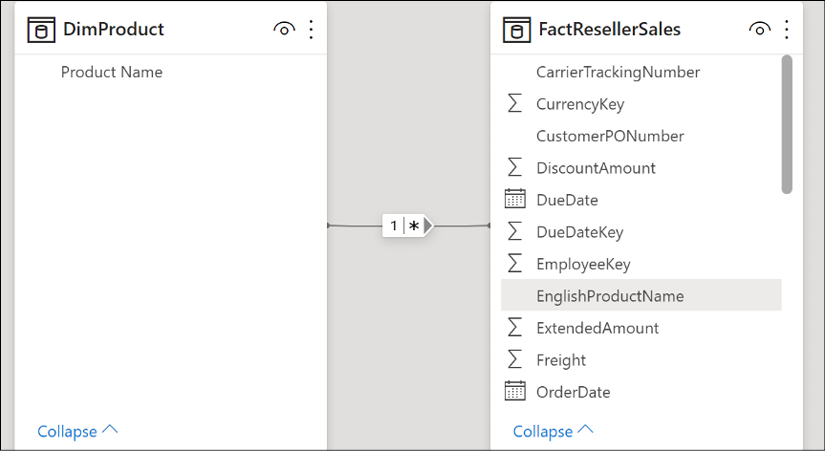 DimProduct
Product Name
Collapse
1 *
FactResellerSales
CarrierTrackingNumber
∑ CurrencyKey
CustomerPONumber
∑ DiscountAmount
DueDate
∑ DueDateKey
∑ EmployeeKey
EnglishProductName
∑ ExtendedAmount
∑ Freight
OrderDate
Collapse